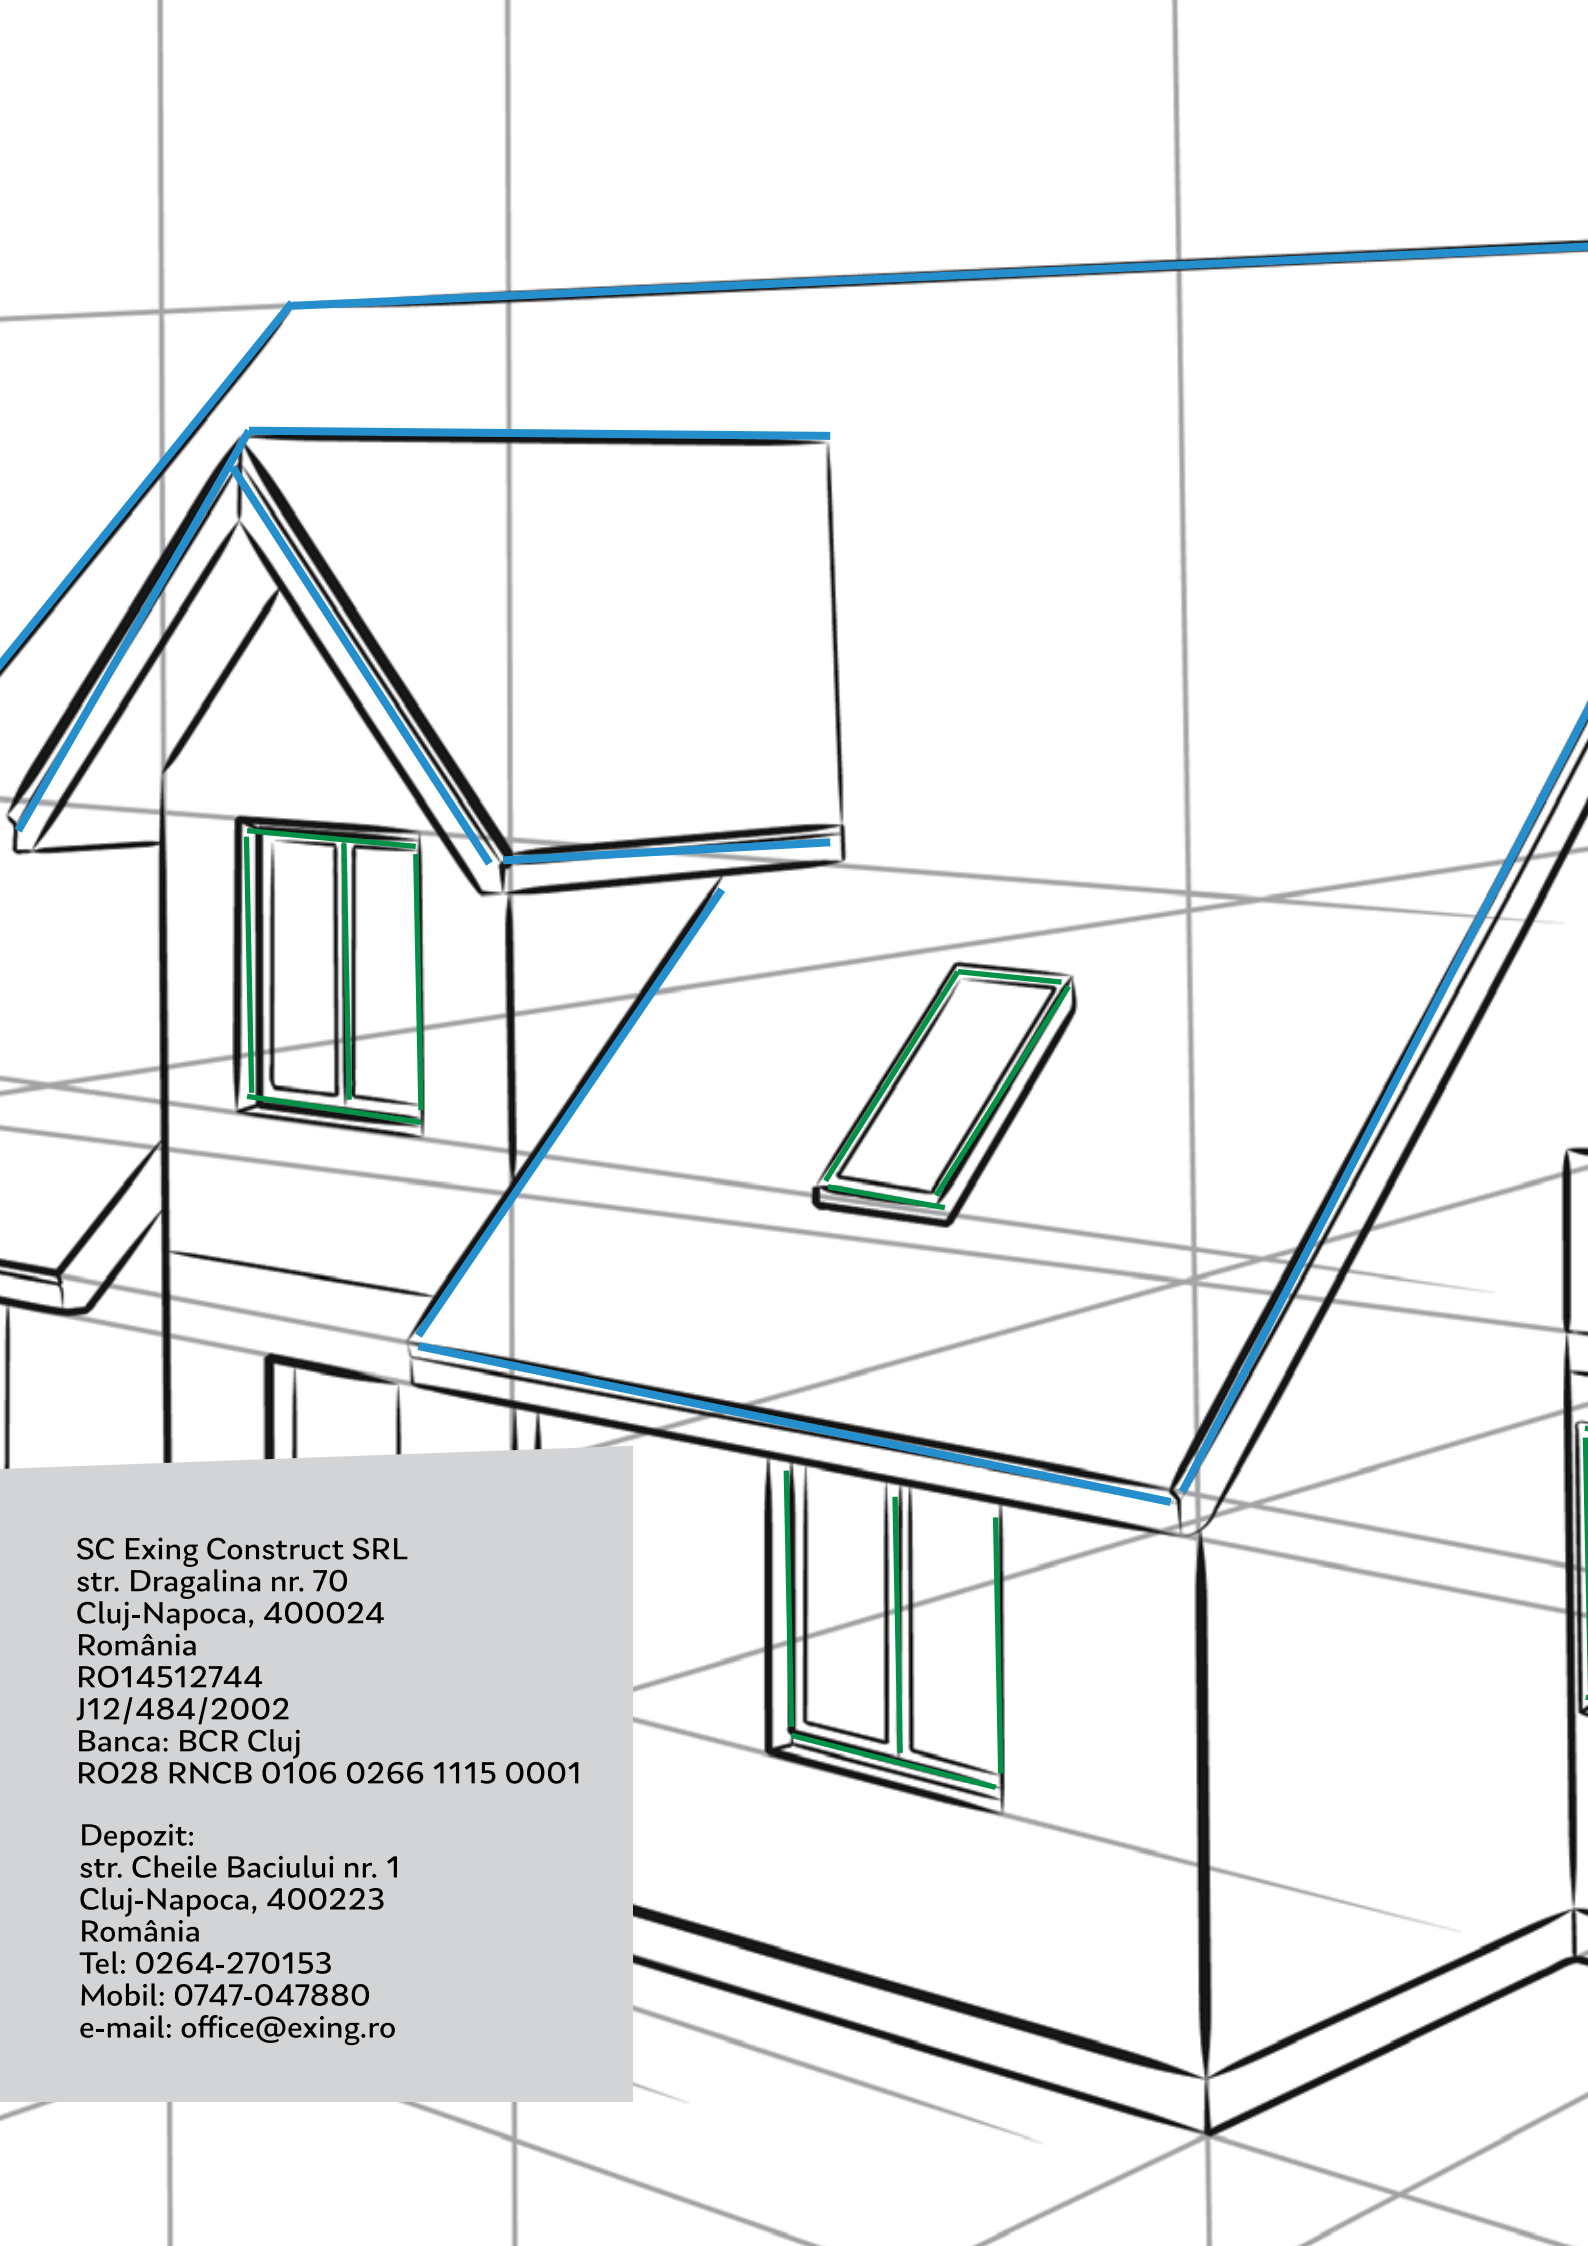 SC Exing Construct SRL
str. Dragalina nr. 70
Cluj-Napoca, 400024
România
RO14512744
J12/484/2002
Banca: BCR Cluj
RO28 RNCB 0106 0266 1115 0001
Depozit:
str. Cheile Baciului nr. 1
Cluj-Napoca, 400223
România
Tel: 0264-270153
Mobil: 0747-047880
e-mail: office@exing.ro